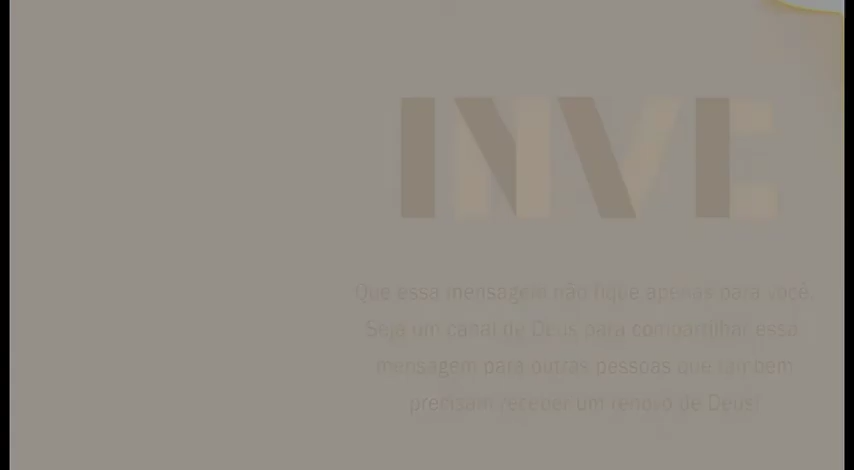 INVE
Que essa mensagem não fique apenas para você.
Seja um canal de Deus para compartilhar essa
mensagem para outras pessoas que também
precisam receber um renovo de Deus!